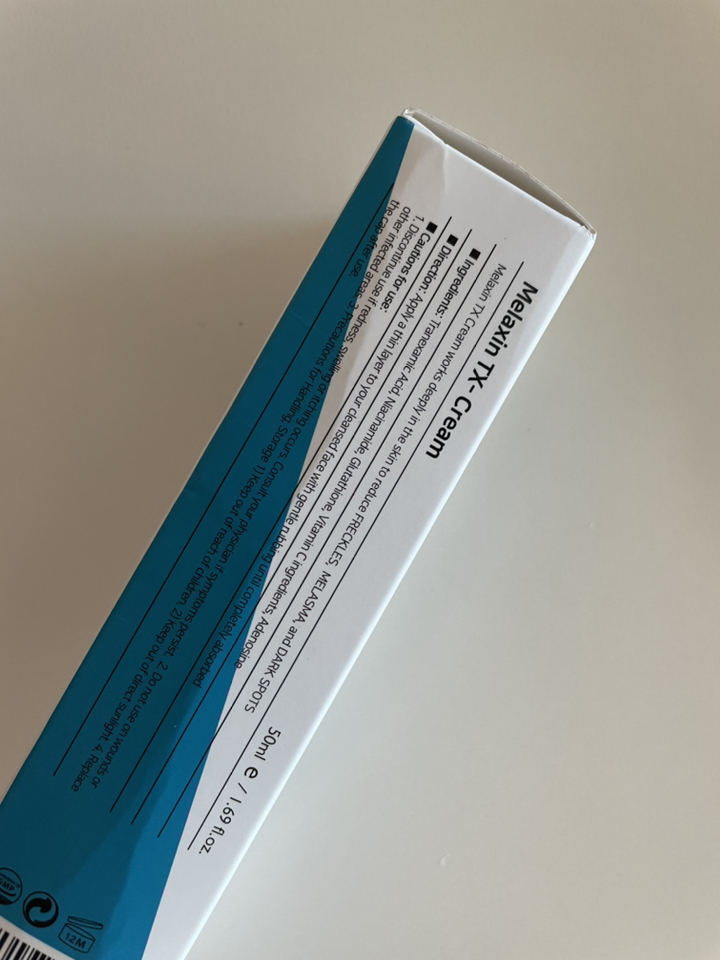 Melaxin TX- Cream
50ml e / 1.69 fl.oz.
Melaxin TX Cream works deeply in the skin to reduce FRECKLES, MELASMA, and DARK SPOTS
■ Ingredients: Tranexamic Acid, Niacinamide, Glutathione, Vitamin C ingredients, Adenosine
■ Direction: Apply a thin layer to your cleansed face with gentle rubbing until completely absorbed
■ Cautions for use:
1. Discontinue use if redness, swelling or itching occurs. Consult your physician if symptoms persist. 2. Do not use on wounds or
other infected areas. 3. Precautions for Handling, Storage 1) Keep out of reach of children. 2) Keep out of direct sunlight. 4. Replace
the cap after use.
GMP
12M